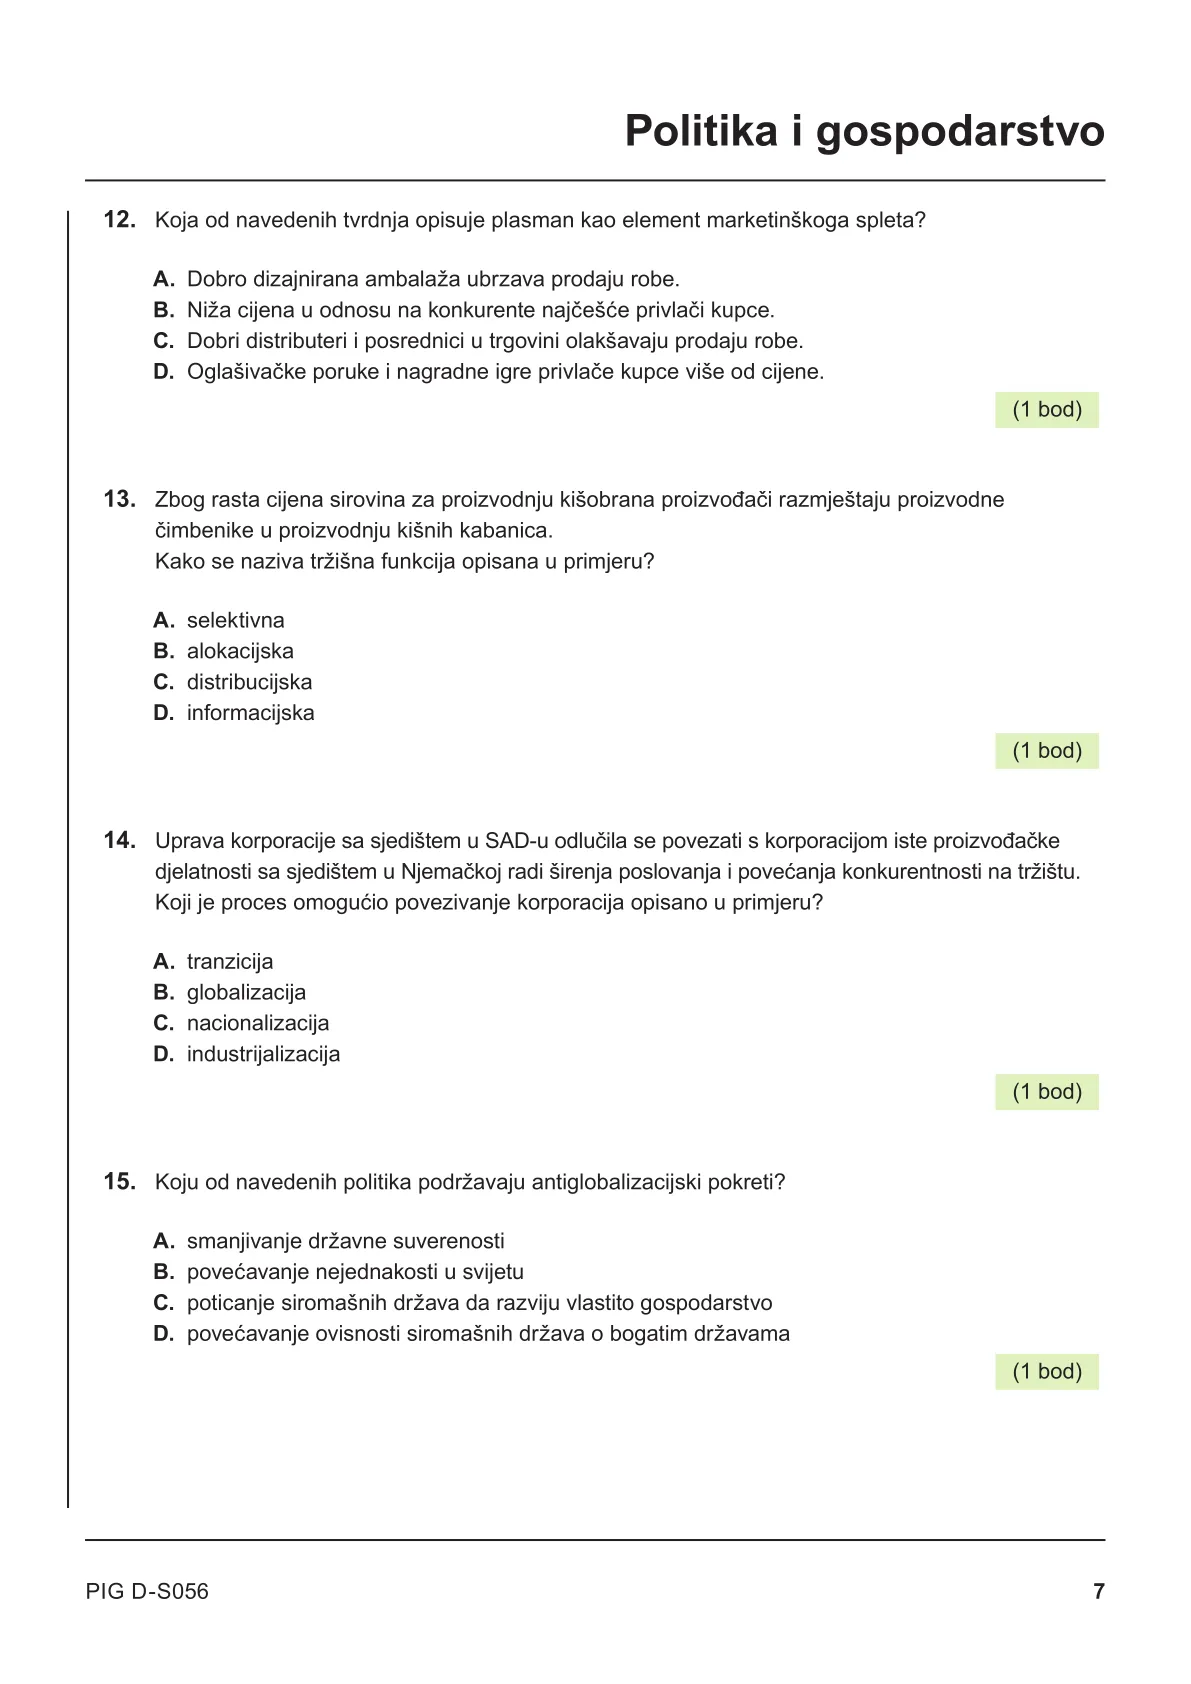 Politika i gospodarstvo
12. Koja od navedenih tvrdnja opisuje plasman kao element marketinškoga spleta?
A. Dobro dizajnirana ambalaža ubrzava prodaju robe.
B. Niža cijena u odnosu na konkurente najčešće privlači kupce.
C. Dobri distributeri i posrednici u trgovini olakšavaju prodaju robe.
D. Oglašivačke poruke i nagradne igre privlače kupce više od cijene.
(1 bod)
13. Zbog rasta cijena sirovina za proizvodnju kišobrana proizvođači razmještaju proizvodne
čimbenike u proizvodnju kišnih kabanica.
Kako se naziva tržišna funkcija opisana u primjeru?
A. selektivna
B. alokacijska
C. distribucijska
D. informacijska
(1 bod)
14. Uprava korporacije sa sjedištem u SAD-u odlučila se povezati s korporacijom iste proizvođačke
djelatnosti sa sjedištem u Njemačkoj radi širenja poslovanja i povećanja konkurentnosti na tržištu.
Koji je proces omogućio povezivanje korporacija opisano u primjeru?
A. tranzicija
B. globalizacija
C. nacionalizacija
D. industrijalizacija
(1 bod)
15. Koju od navedenih politika podržavaju antiglobalizacijski pokreti?
A. smanjivanje državne suverenosti
B. povećavanje nejednakosti u svijetu
C. poticanje siromašnih država da razviju vlastito gospodarstvo
D. povećavanje ovisnosti siromašnih država o bogatim državama
(1 bod)
PIG D-S056
7